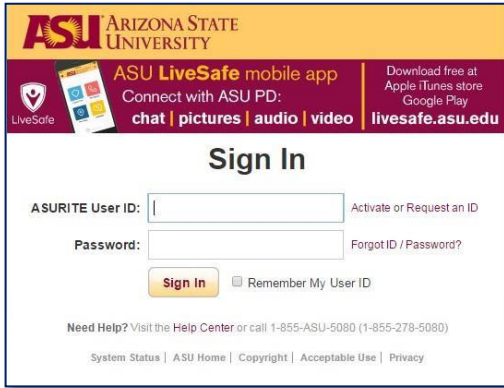 ASU ARIZONA STATE
UNIVERSITY
ASU LiveSafe mobile app
Connect with ASU PD:
chat | pictures | audio | video
LiveSafe
Download free at
Apple iTunes store
Google Play
livesafe.asu.edu
Sign In
ASURITE User ID: Activate or Request an ID
Password: Forgot ID / Password?
Sign In Remember My User ID
Need Help? Visit the Help Center or call 1-855-ASU-5080 (1-855-278-5080)
System Status | ASU Home | Copyright | Acceptable Use | Privacy